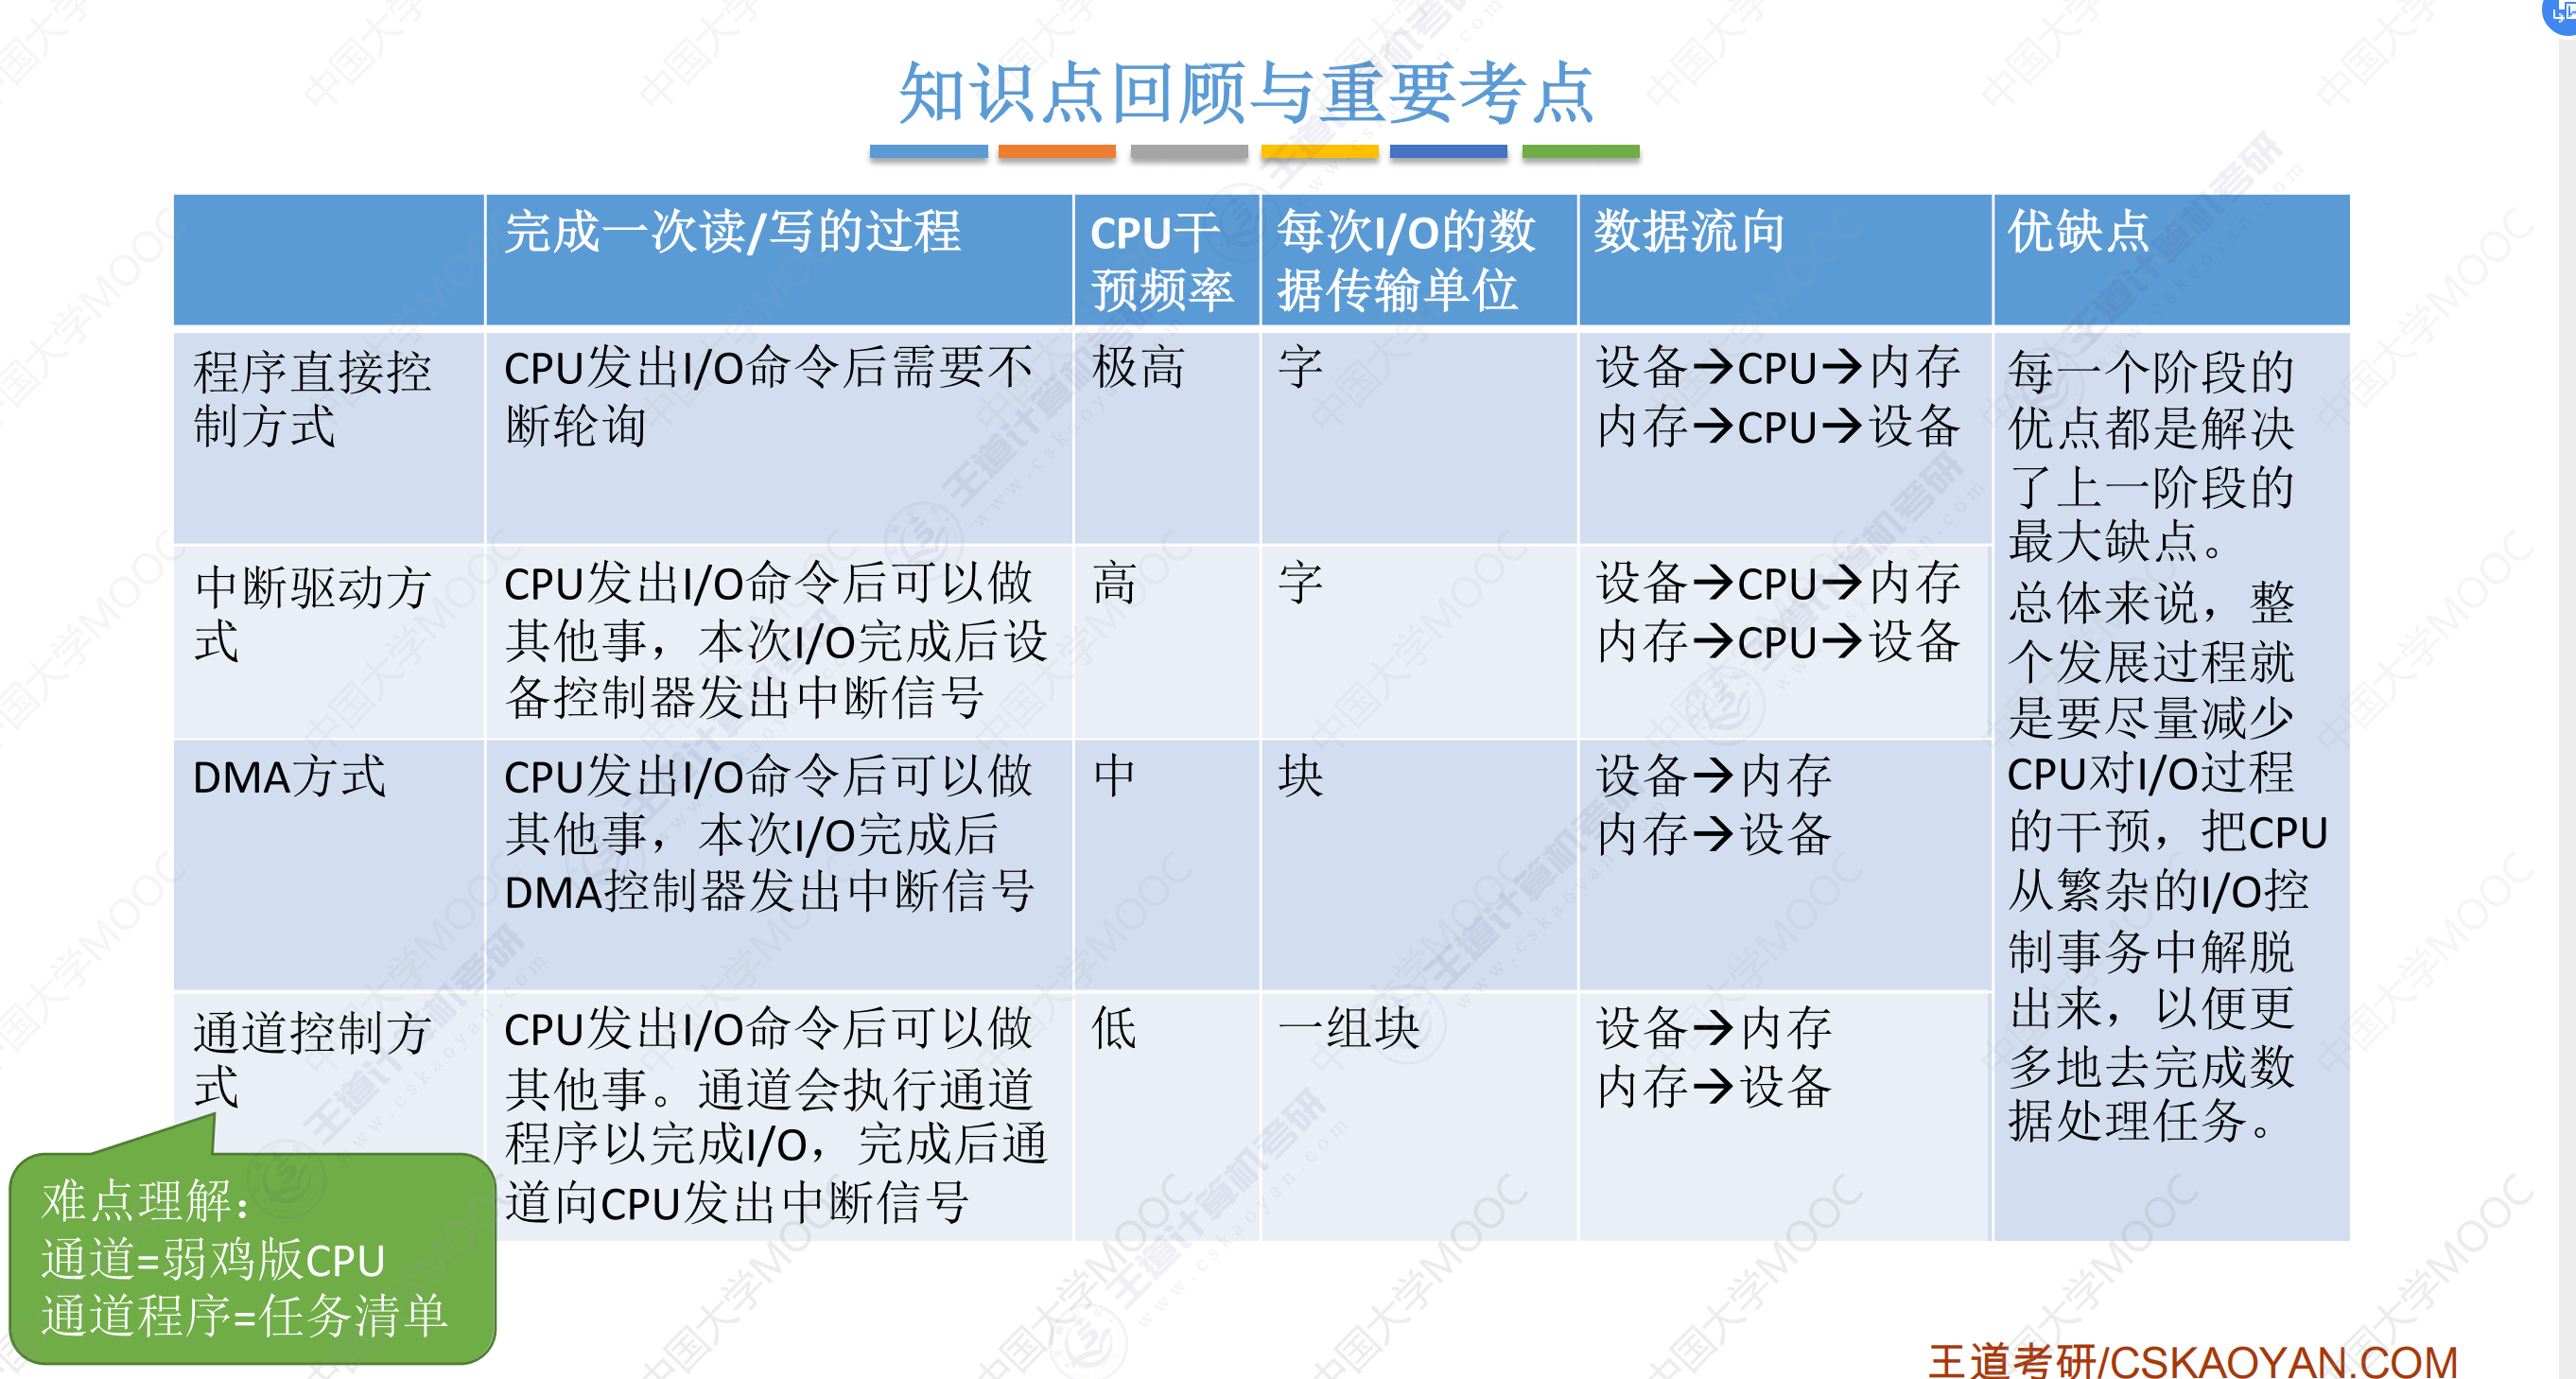 知识点回顾与重要考点
完成一次读/写的过程
CPU干
预频率
每次I/O的数
据传输单位
数据流向
优缺点
程序直接控
制方式
CPU发出I/O命令后需要不
断轮询
极高
字
设备→CPU→内存
内存→CPU→设备
每一个阶段的
优点都是解决
了上一阶段的
最大缺点。
总体来说，整
个发展过程就
是要尽量减少
CPU对I/O过程
的干预，把CPU
从繁杂的I/O控
制事务中解脱
出来，以便更
多地去完成数
据处理任务。
中断驱动方
式
CPU发出I/O命令后可以做
其他事，本次I/O完成后设
备控制器发出中断信号
高
字
设备→CPU→内存
内存→CPU→设备
DMA方式
CPU发出I/O命令后可以做
其他事，本次I/O完成后
DMA控制器发出中断信号
中
块
设备→内存
内存→设备
通道控制方
式
CPU发出I/O命令后可以做
其他事。通道会执行通道
程序以完成I/O，完成后通
道向CPU发出中断信号
低
一组块
设备→内存
内存→设备
难点理解：
通道=弱鸡版CPU
通道程序=任务清单
王道考研/CSKAOYAN.COM
中国大学MOOC
王道计算机考研
www.cskaoyan.com